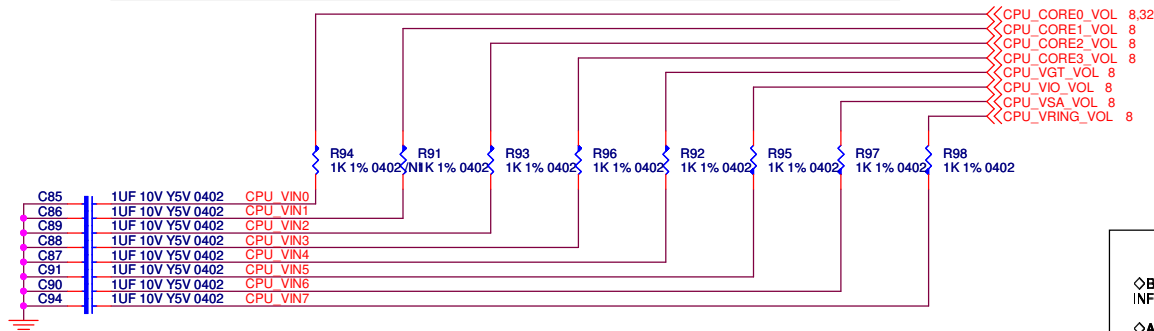 CPU_CORE0_VOL 8,32
CPU_CORE1_VOL 8
CPU_CORE2_VOL 8
CPU_CORE3_VOL 8
CPU_VGT_VOL 8
CPU_VIO_VOL 8
CPU_VSA_VOL 8
CPU_VRING_VOL 8
R94 R91 R93 R96 R92 R95 R97 R98
1K 1% 0402/NI 1K 1% 0402 1K 1% 0402 1K 1% 0402 1K 1% 0402 1K 1% 0402 1K 1% 0402 1K 1% 0402
C85 1UF 10V Y5V 0402 CPU_VIN0
C86 1UF 10V Y5V 0402 CPU_VIN1
C89 1UF 10V Y5V 0402 CPU_VIN2
C88 1UF 10V Y5V 0402 CPU_VIN3
C87 1UF 10V Y5V 0402 CPU_VIN4
C91 1UF 10V Y5V 0402 CPU_VIN5
C90 1UF 10V Y5V 0402 CPU_VIN6
C94 1UF 10V Y5V 0402 CPU_VIN7
◇B
INF
◇A